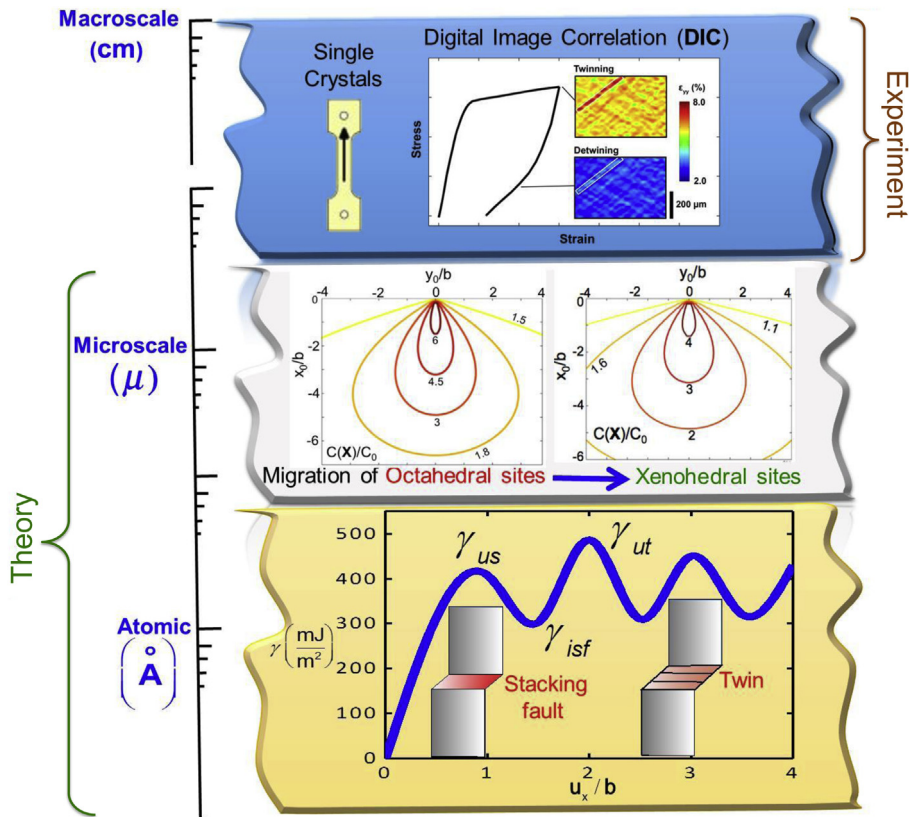 Macroscale
(cm)
Single
Crystals
Digital Image Correlation (DIC)
Stress
Strain
Twinning
Detwining
εyy (%)
8.0
2.0
200 µm
Experiment
Theory
Microscale
(μ)
y₀/b
-4 -2 0 2 4
x₀/b
0
-2
-4
-6
1.5
6
4.5
3
1.8
C(X)/C₀
y₀/b
-4 -2 0 2 4
x₀/b
0
-2
-4
-6
1.1
1.6
4
3
2
C(X)/C₀
Migration of Octahedral sites
Xenohedral sites
Atomic
(Å)
γ (mJ/m²)
500
400
300
200
100
0
γus
γut
γisf
Stacking
fault
Twin
0 1 2 3 4
uₓ/b